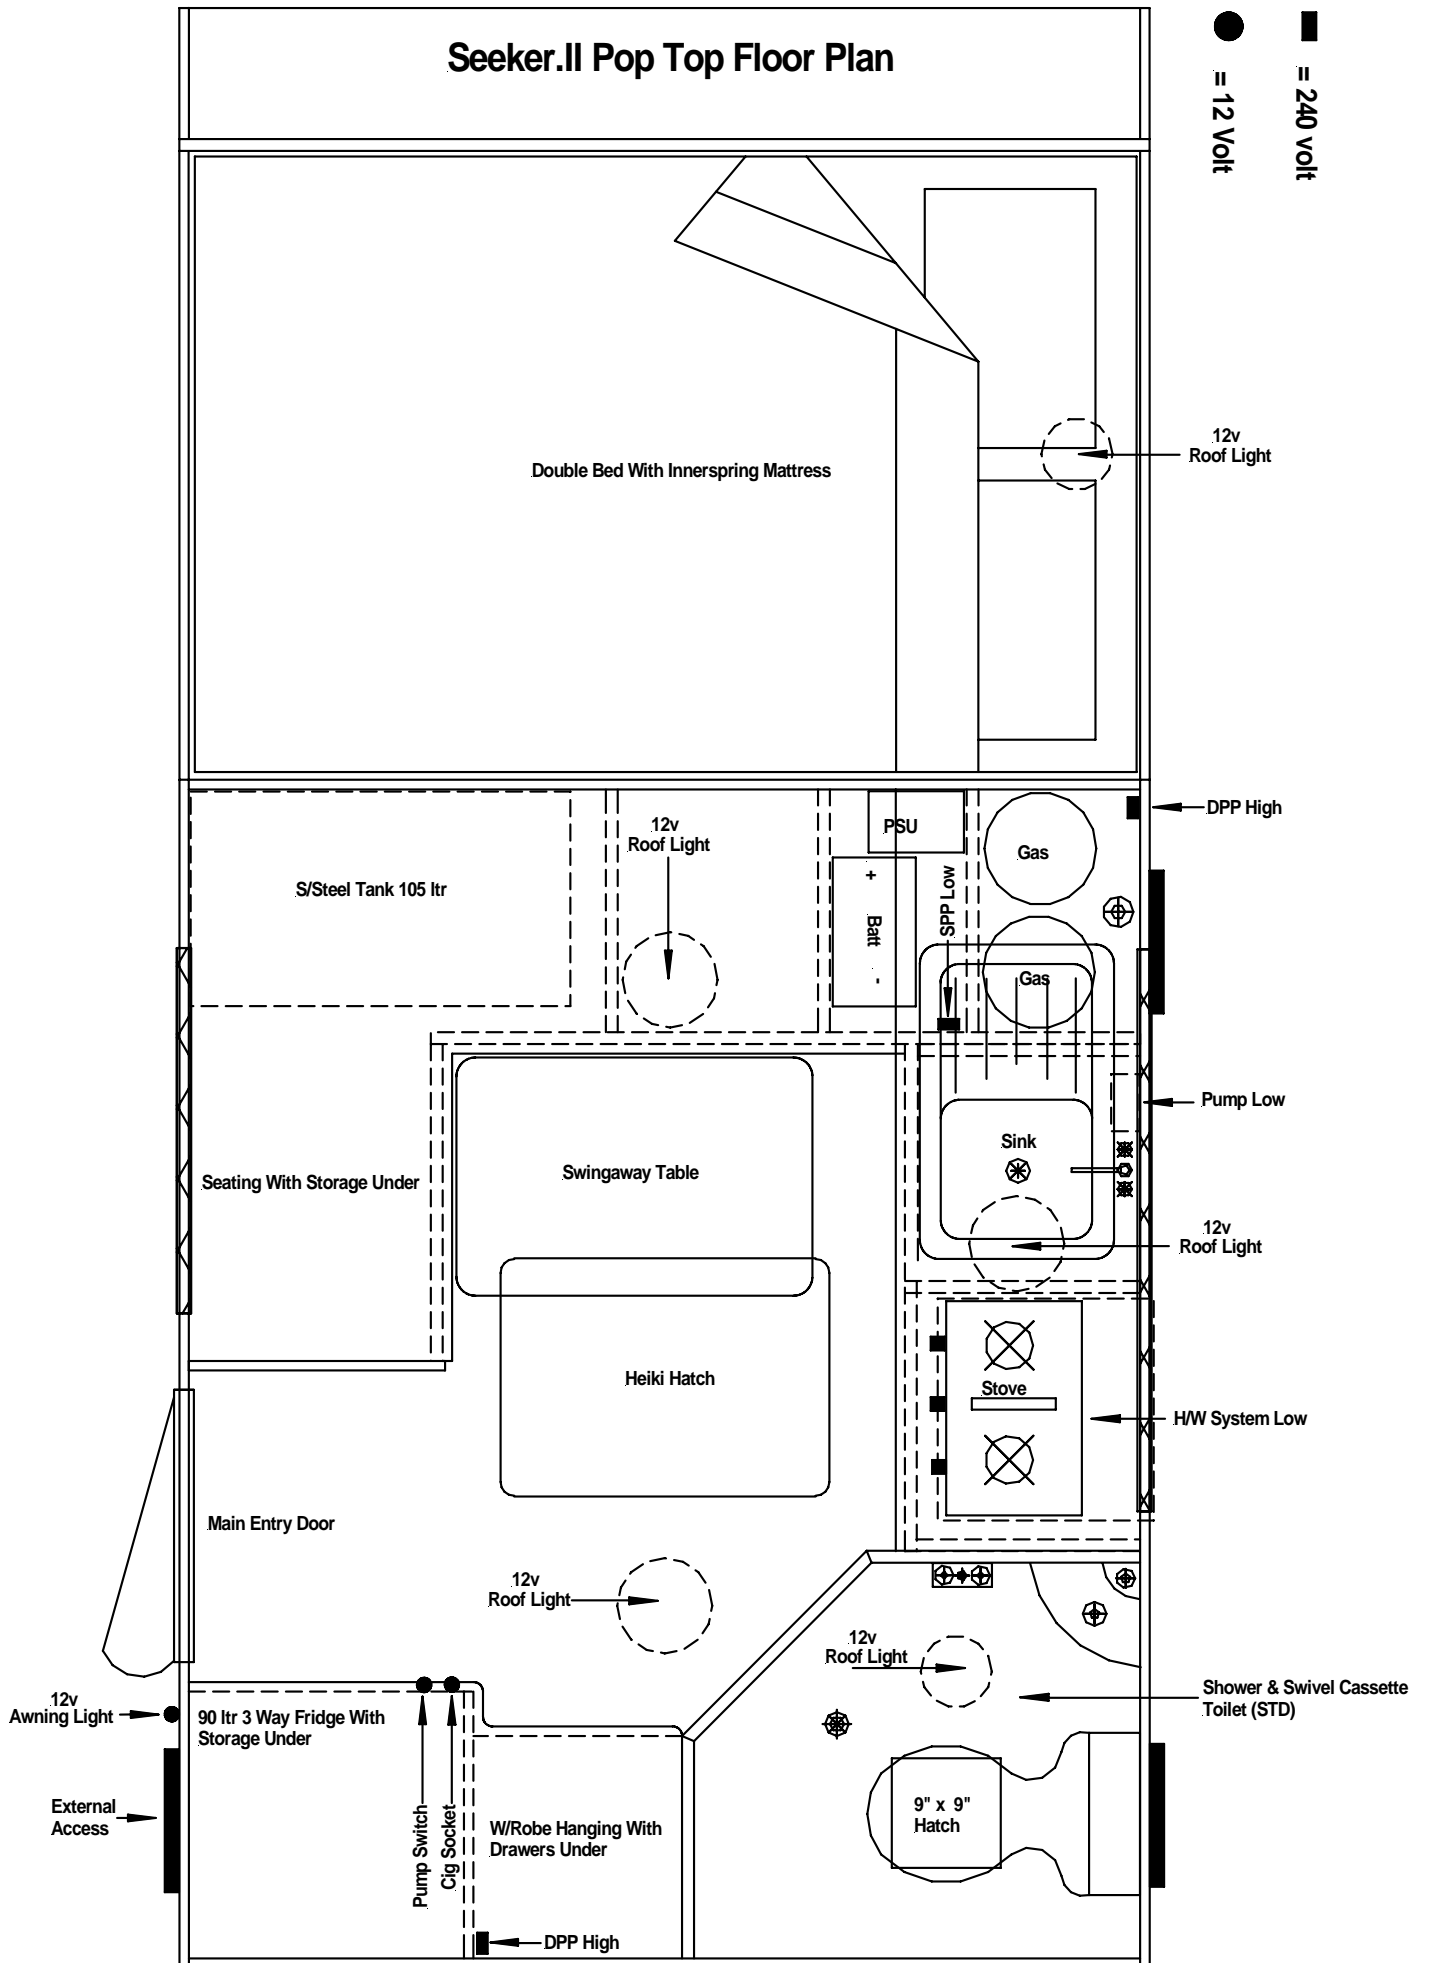 Seeker.II Pop Top Floor Plan
= 240 volt
= 12 Volt
12v
Roof Light
Double Bed With Innerspring Mattress
DPP High
PSU
Gas
12v
Roof Light
S/Steel Tank 105 ltr
+
Batt
-
SPP Low
Gas
Pump Low
Sink
Swingaway Table
Seating With Storage Under
12v
Roof Light
Heiki Hatch
Stove
H/W System Low
Main Entry Door
12v
Roof Light
12v
Roof Light
Shower & Swivel Cassette
Toilet (STD)
12v
Awning Light
90 ltr 3 Way Fridge With
Storage Under
External
Access
Pump Switch
Cig Socket
W/Robe Hanging With
Drawers Under
9" x 9"
Hatch
DPP High